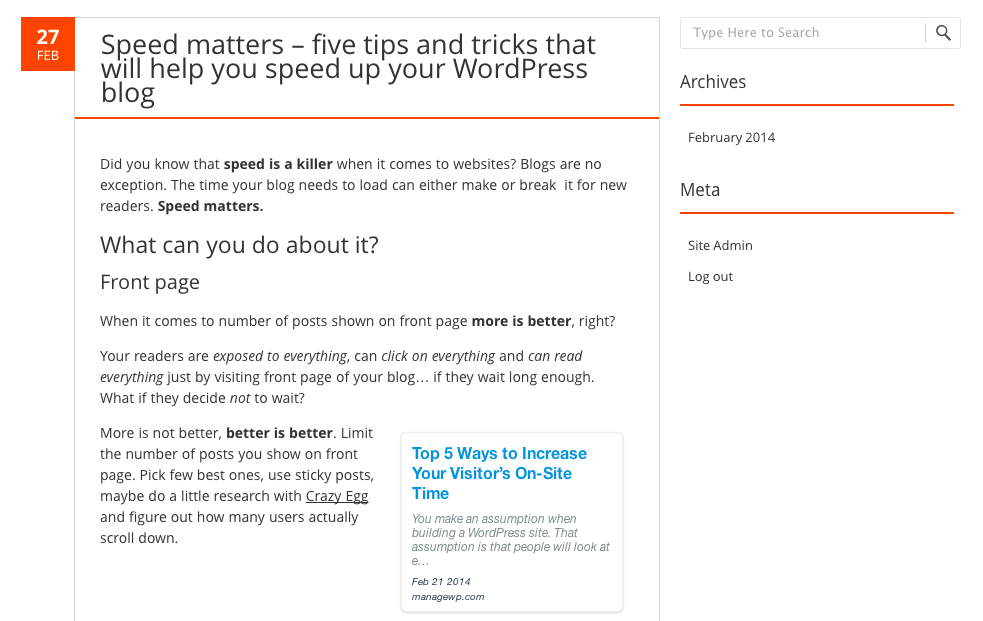 27
FEB
Speed matters – five tips and tricks that
will help you speed up your WordPress
blog
Did you know that speed is a killer when it comes to websites? Blogs are no
exception. The time your blog needs to load can either make or break  it for new
readers. Speed matters.
What can you do about it?
Front page
When it comes to number of posts shown on front page more is better, right?
Your readers are exposed to everything, can click on everything and can read
everything just by visiting front page of your blog… if they wait long enough.
What if they decide not to wait?
More is not better, better is better. Limit
the number of posts you show on front
page. Pick few best ones, use sticky posts,
maybe do a little research with Crazy Egg
and figure out how many users actually
scroll down.
Top 5 Ways to Increase
Your Visitor’s On-Site
Time
You make an assumption when
building a WordPress site. That
assumption is that people will look at
e…
Feb 21 2014
managewp.com
Type Here to Search
Archives
February 2014
Meta
Site Admin
Log out